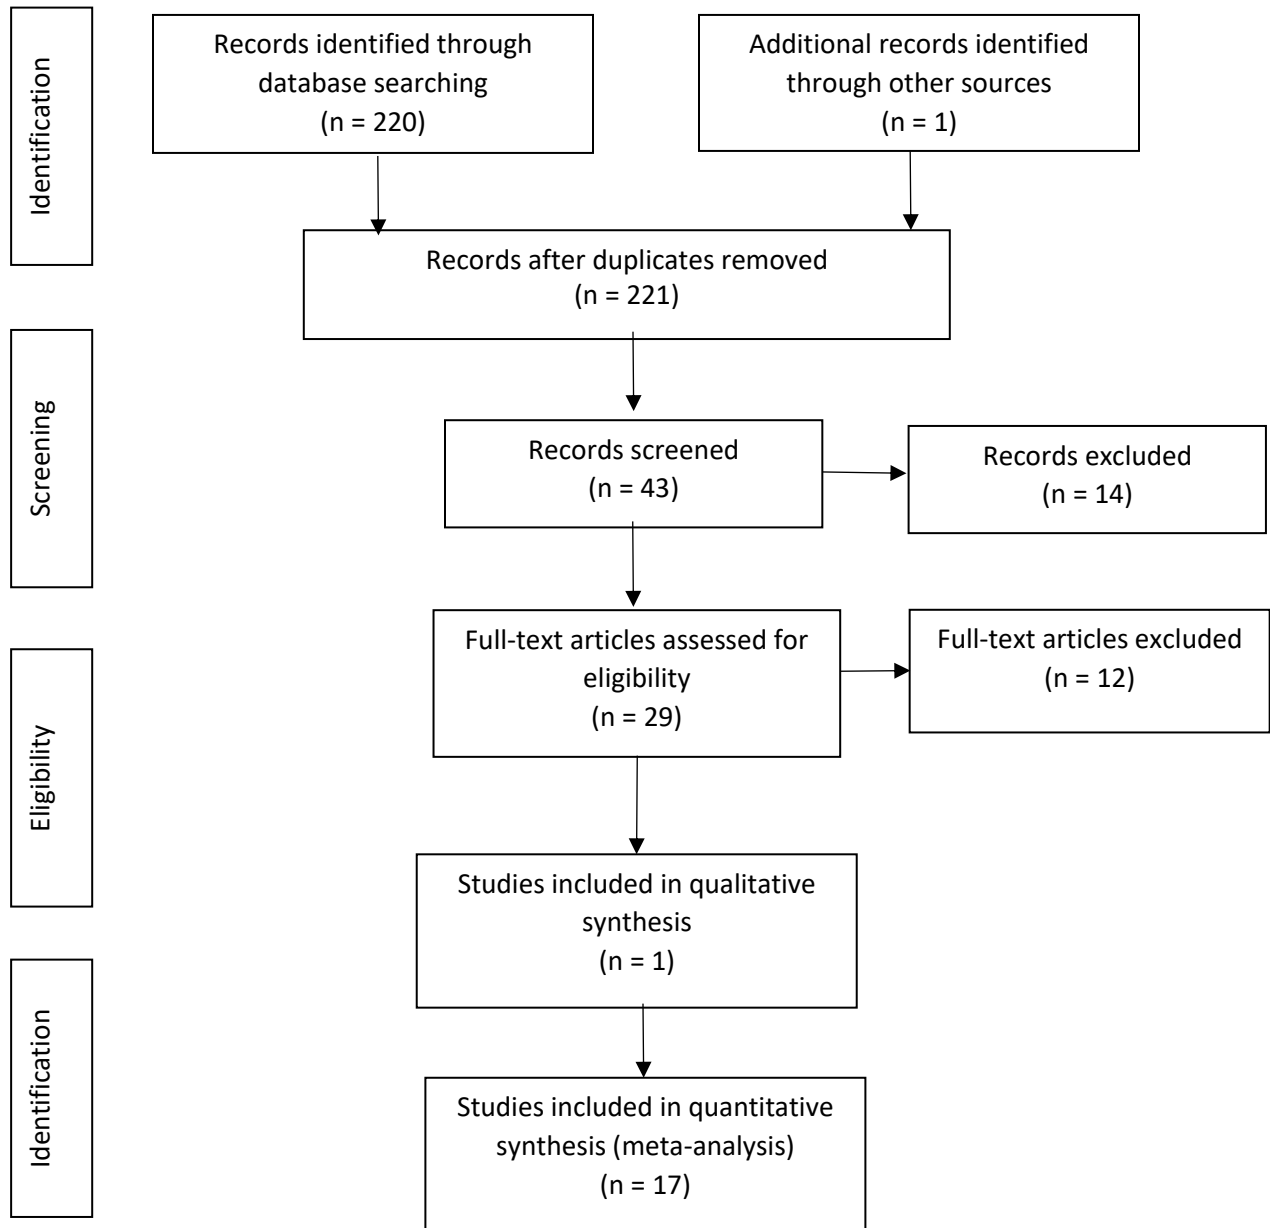 Identification
Records identified through
database searching
(n = 220)
Additional records identified
through other sources
(n = 1)
Records after duplicates removed
(n = 221)
Screening
Records screened
(n = 43)
Records excluded
(n = 14)
Eligibility
Full-text articles assessed for
eligibility
(n = 29)
Full-text articles excluded
(n = 12)
Studies included in qualitative
synthesis
(n = 1)
Identification
Studies included in quantitative
synthesis (meta-analysis)
(n = 17)